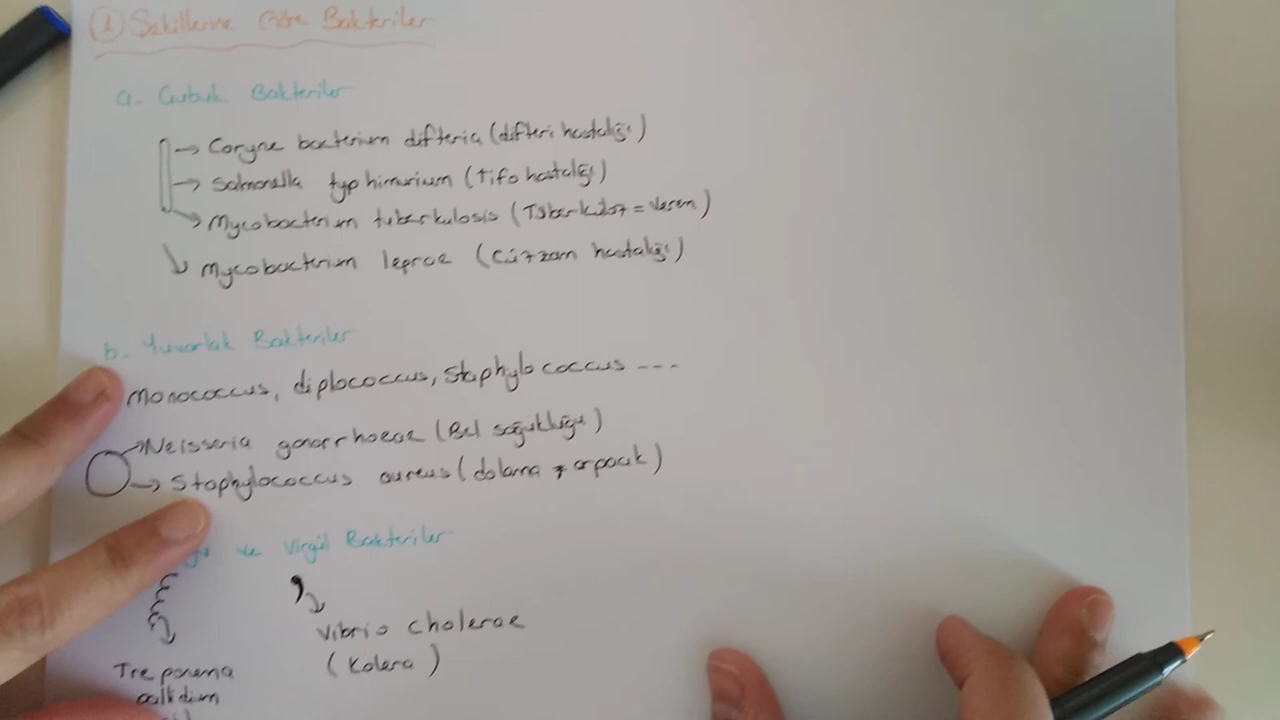 1 Şekillerine Göre Bakteriler
a. Çubuk Bakteriler
→ Coryne bacterium difteria (difteri hastalığı)
→ Salmonella typhimurium (Tifo hastalığı)
→ Mycobacterium tuberkulosis (Tüberküloz = Verem)
↘ Mycobacterium leprae (Cüzzam hastalığı)
b. Yuvarlak Bakteriler
Monococcus, diplococcus, Staphylo coccus ---
→ Neisseria gonorrhoeae (Bel soğukluğu)
→ Staphylococcus aureus (dolama, arpacık)
ve Virgül Bakteriler
Vibrio cholerae
(Kolera)
Treponema